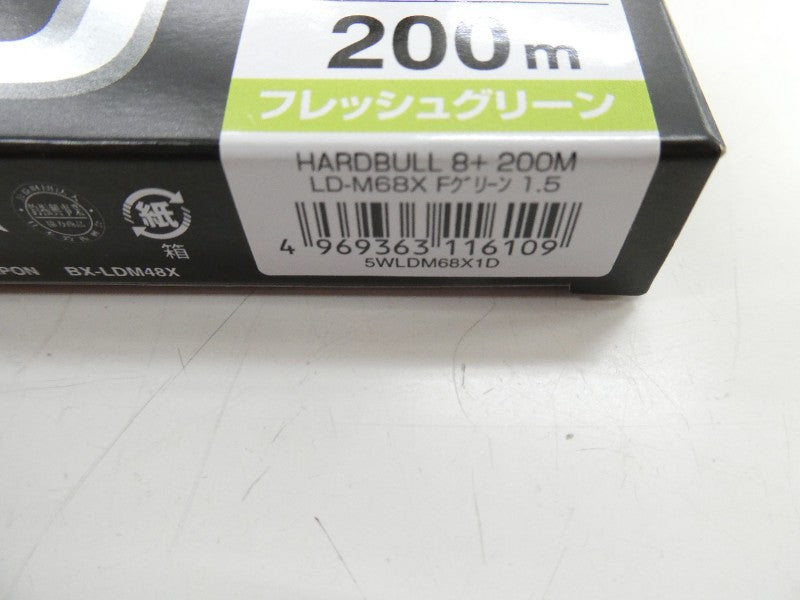 200m
フレッシュグリーン
HARDBULL 8+ 200M
LD-M68X Fグリーン 1.5
4 969363 116109
5WLDM68X1D
紙
箱
PON BX-LDM48X